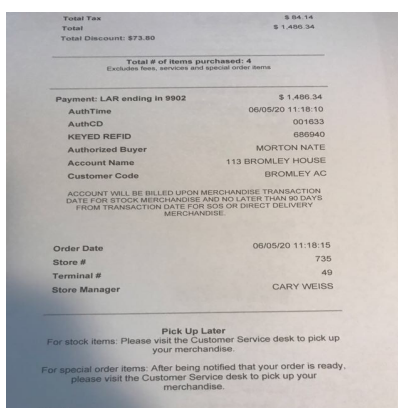 Total Tax $ 84.14
Total $ 1,486.34
Total Discount: $73.80
Total # of items purchased: 4
Excludes fees, services and special order items
Payment: LAR ending in 9902 $ 1,486.34
AuthTime 06/05/20 11:18:10
AuthCD 001633
KEYED REFID 686940
Authorized Buyer MORTON NATE
Account Name 113 BROMLEY HOUSE
Customer Code BROMLEY AC
ACCOUNT WILL BE BILLED UPON MERCHANDISE TRANSACTION
DATE FOR STOCK MERCHANDISE AND NO LATER THAN 90 DAYS
FROM TRANSACTION DATE FOR SOS OR DIRECT DELIVERY
MERCHANDISE.
Order Date 06/05/20 11:18:15
Store # 735
Terminal # 49
Store Manager CARY WEISS
Pick Up Later
For stock items: Please visit the Customer Service desk to pick up
your merchandise.
For special order items: After being notified that your order is ready,
please visit the Customer Service desk to pick up your
merchandise.